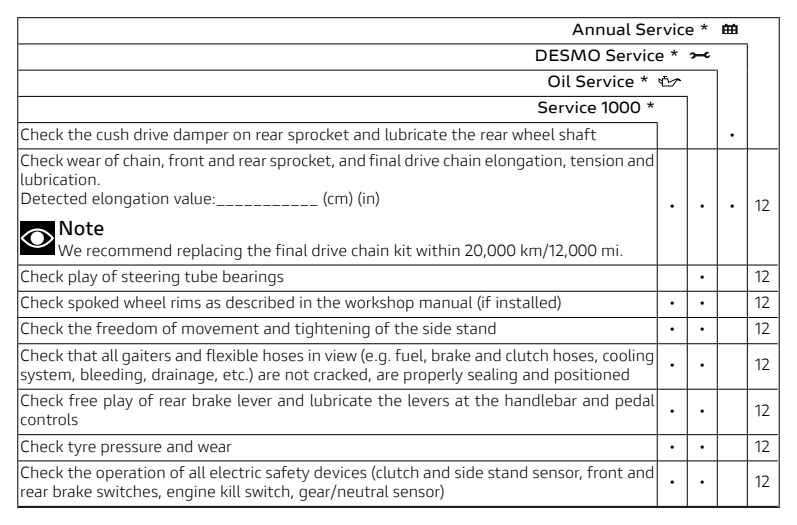 Annual Service *
DESMO Service *
Oil Service *
Service 1000 *
Check the cush drive damper on rear sprocket and lubricate the rear wheel shaft •
Check wear of chain, front and rear sprocket, and final drive chain elongation, tension and
lubrication.
Detected elongation value:___________ (cm) (in)
• • • 12
Note
We recommend replacing the final drive chain kit within 20,000 km/12,000 mi.
Check play of steering tube bearings • 12
Check spoked wheel rims as described in the workshop manual (if installed) • • 12
Check the freedom of movement and tightening of the side stand • • 12
Check that all gaiters and flexible hoses in view (e.g. fuel, brake and clutch hoses, cooling
system, bleeding, drainage, etc.) are not cracked, are properly sealing and positioned • • 12
Check free play of rear brake lever and lubricate the levers at the handlebar and pedal
controls • • 12
Check tyre pressure and wear • • 12
Check the operation of all electric safety devices (clutch and side stand sensor, front and
rear brake switches, engine kill switch, gear/neutral sensor) • • 12